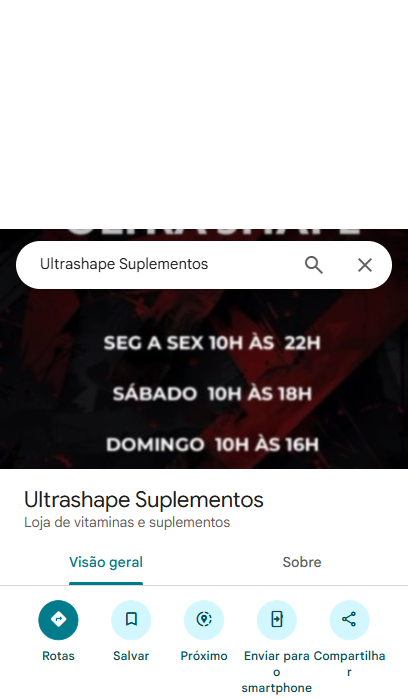 Ultrashape Suplementos
SEG A SEX 10H ÀS 22H
SÁBADO 10H ÀS 18H
DOMINGO 10H ÀS 16H
Ultrashape Suplementos
Loja de vitaminas e suplementos
Visão geral
Sobre
Rotas
Salvar
Próximo
Enviar para o smartphone
Compartilhar